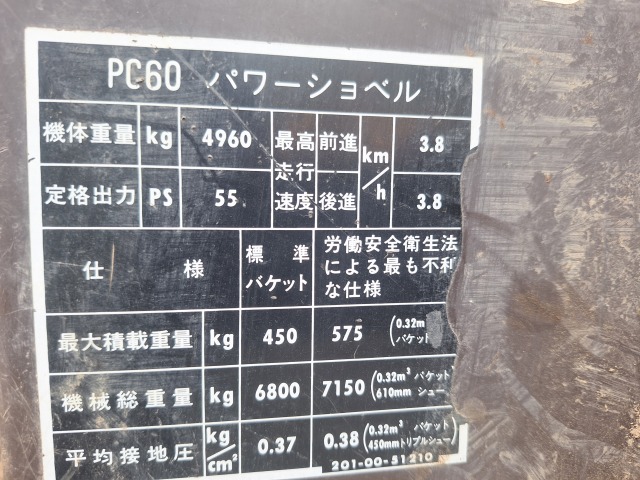 PC60 パワーショベル
機体重量 kg 4960 最高走行速度 前進 km/h 3.8
定格出力 PS 55 後進 3.8
仕様 標準バケット 労働安全衛生法
による最も不利
な仕様
最大積載重量 kg 450 575 (0.32m バケット
機械総重量 kg 6800 7150 (0.32m³ バケット
610mm シュー
平均接地圧 kg/cm² 0.37 0.38 (0.32m³ バケット
450mmトリプルシュー)
201-00-51210